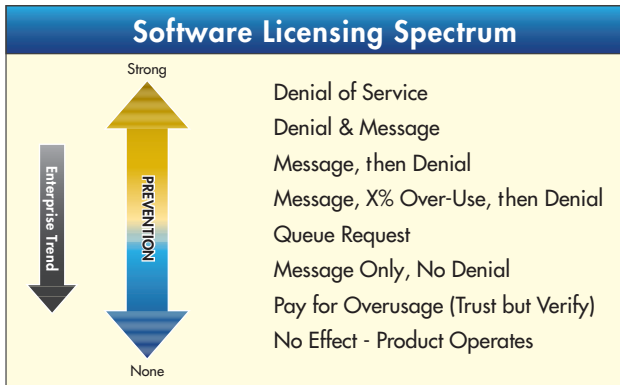 Software Licensing Spectrum
Strong
Enterprise Trend
PREVENTION
Denial of Service
Denial & Message
Message, then Denial
Message, X% Over-Use, then Denial
Queue Request
Message Only, No Denial
Pay for Overusage (Trust but Verify)
No Effect - Product Operates
None